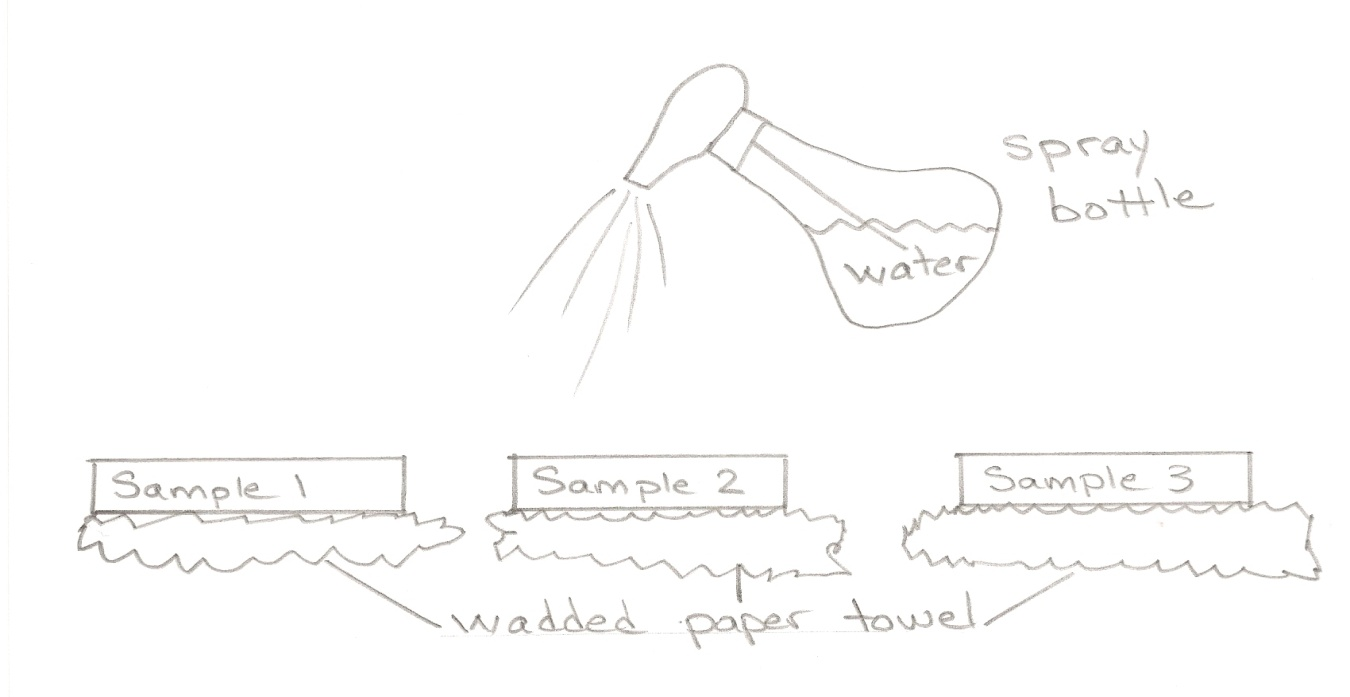 spray
bottle
water
Sample 1
Sample 2
Sample 3
wadded paper towel